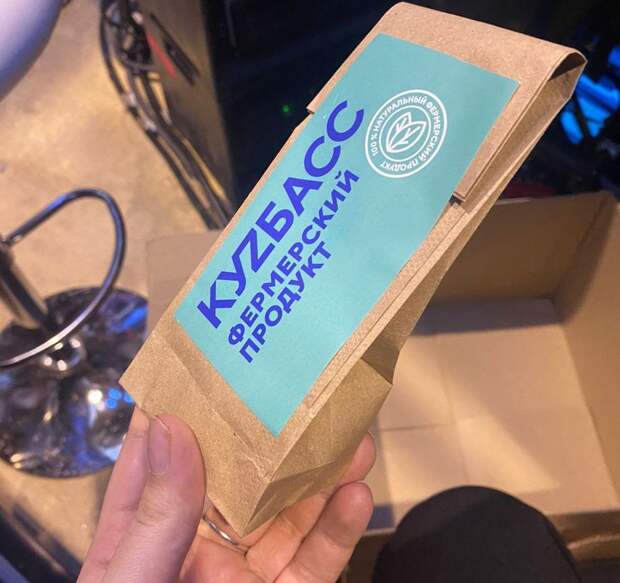 КУZБАСС
ФЕРМЕРСКИЙ
ПРОДУКТ
100% НАТУРАЛЬНЫЙ ФЕРМЕРСКИЙ ПРОДУКТ